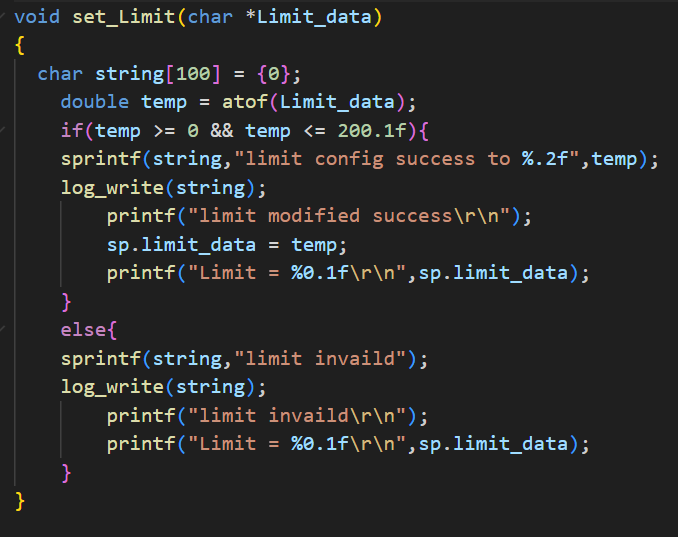 void set_Limit(char *Limit_data)
{
  char string[100] = {0};
    double temp = atof(Limit_data);
    if(temp >= 0 && temp <= 200.1f){
    sprintf(string,"limit config success to %.2f",temp);
    log_write(string);
        printf("limit modified success\r\n");
        sp.limit_data = temp;
        printf("Limit = %0.1f\r\n",sp.limit_data);
    }
    else{
    sprintf(string,"limit invaild");
    log_write(string);
        printf("limit invaild\r\n");
        printf("Limit = %0.1f\r\n",sp.limit_data);
    }
}